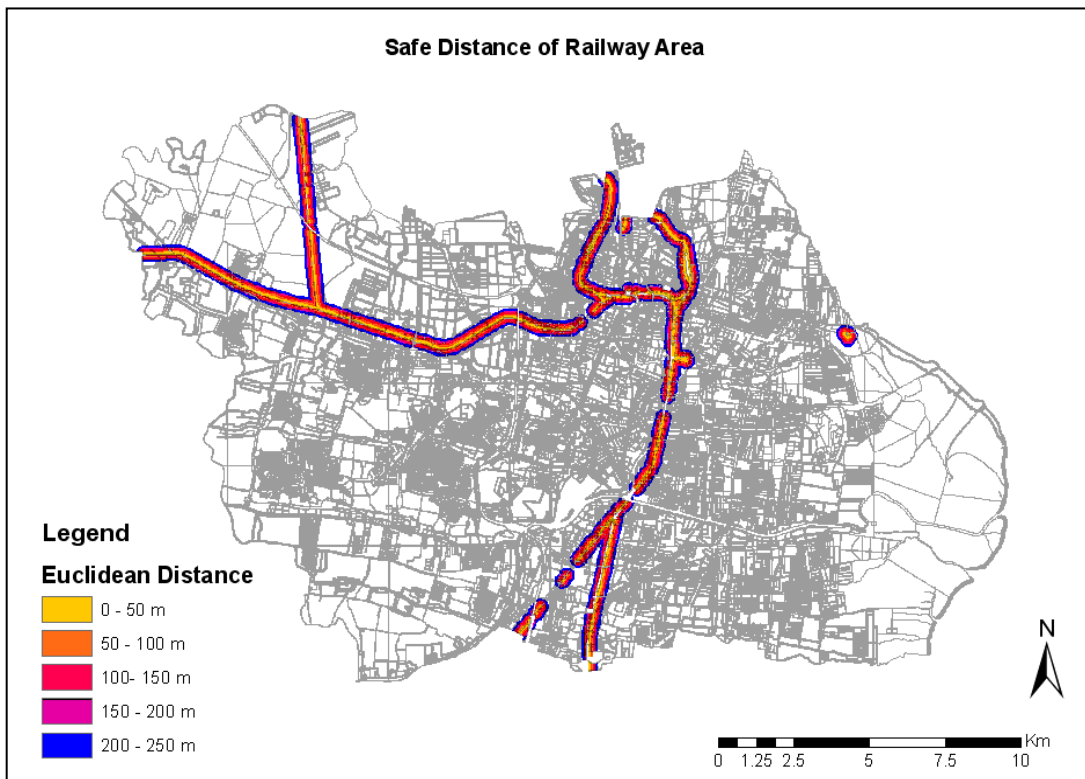 Safe Distance of Railway Area
Legend
Euclidean Distance
0 - 50 m
50 - 100 m
100- 150 m
150 - 200 m
200 - 250 m
N
Km
0 1.25 2.5 5 7.5 10